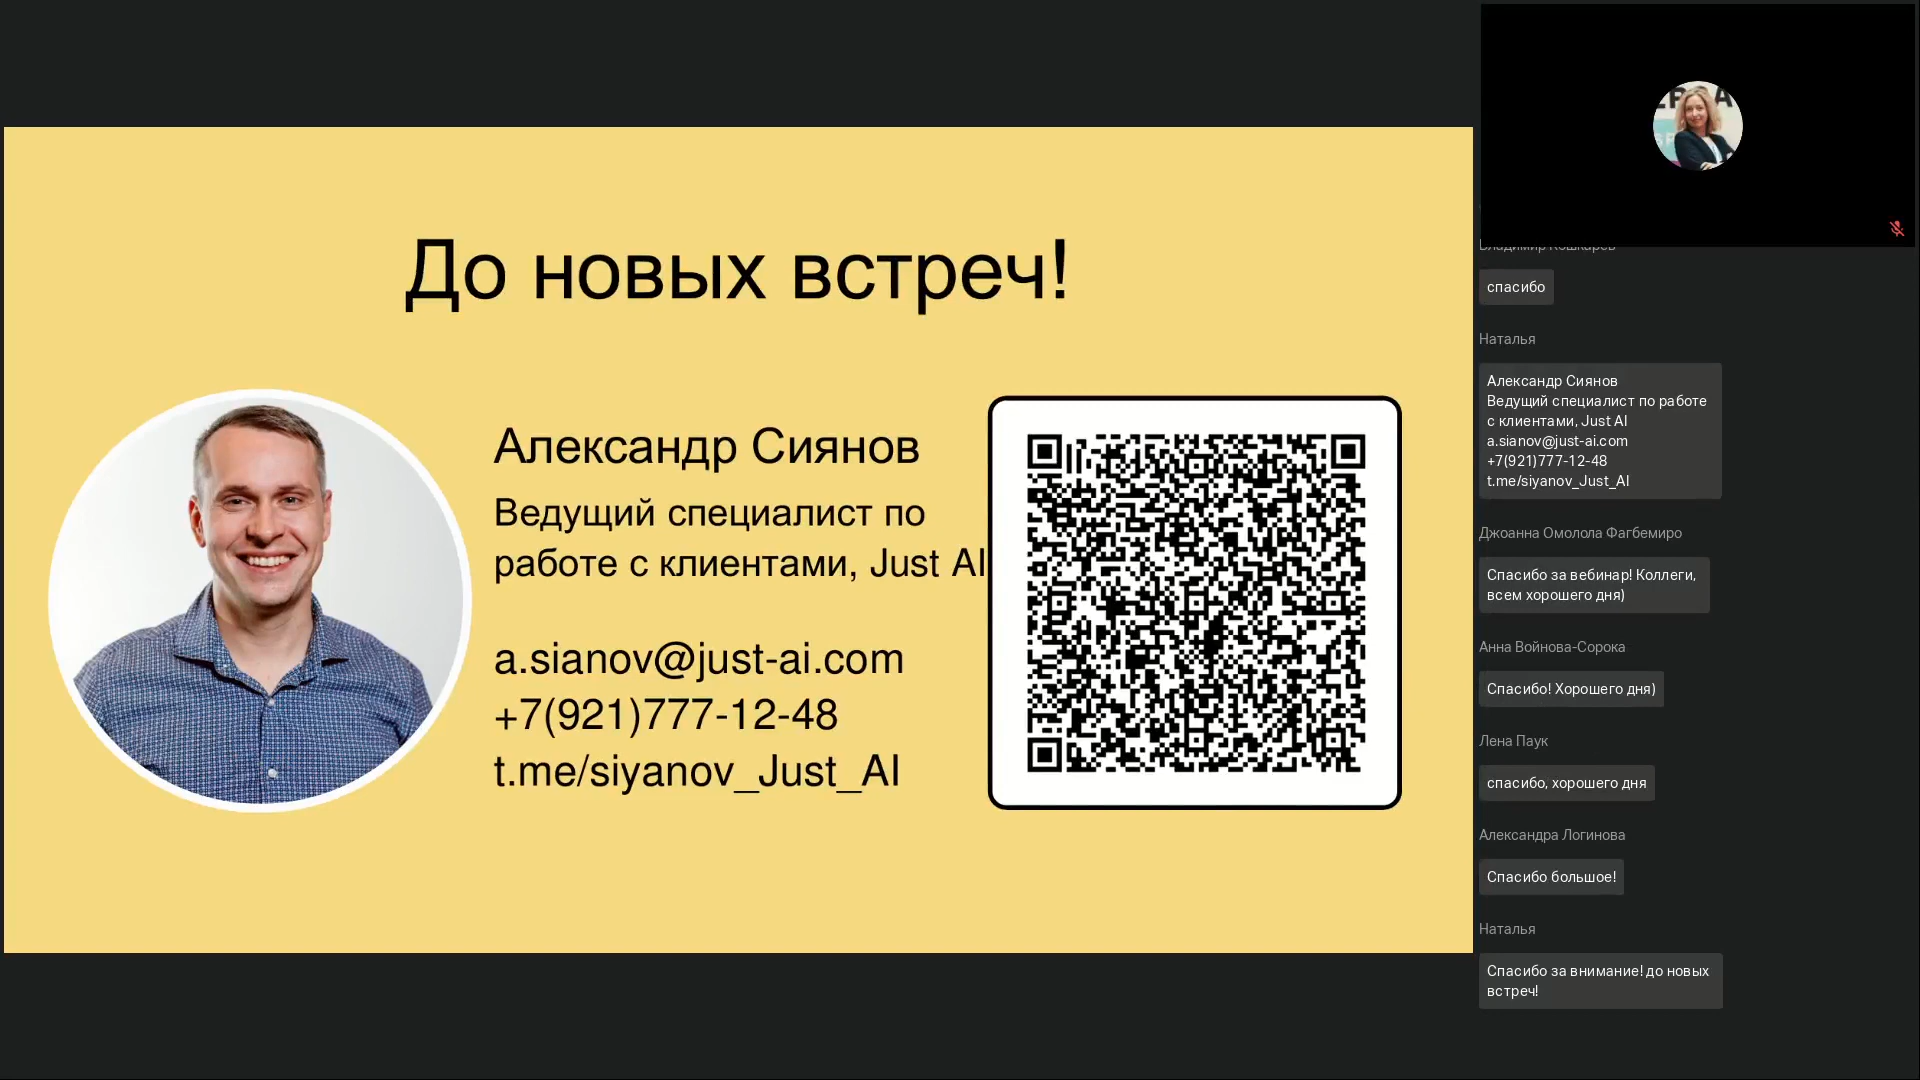 До новых встреч!
Александр Сиянов
Ведущий специалист по
работе с клиентами, Just AI
a.sianov@just-ai.com
+7(921)777-12-48
t.me/siyanov_Just_AI
Владимир Кошкарев
спасибо
Наталья
Александр Сиянов
Ведущий специалист по работе
с клиентами, Just AI
a.sianov@just-ai.com
+7(921)777-12-48
t.me/siyanov_Just_AI
Джоанна Омолола Фагбемиро
Спасибо за вебинар! Коллеги,
всем хорошего дня)
Анна Войнова-Сорока
Спасибо! Хорошего дня)
Лена Паук
спасибо, хорошего дня
Александра Логинова
Спасибо большое!
Наталья
Спасибо за внимание! до новых
встреч!